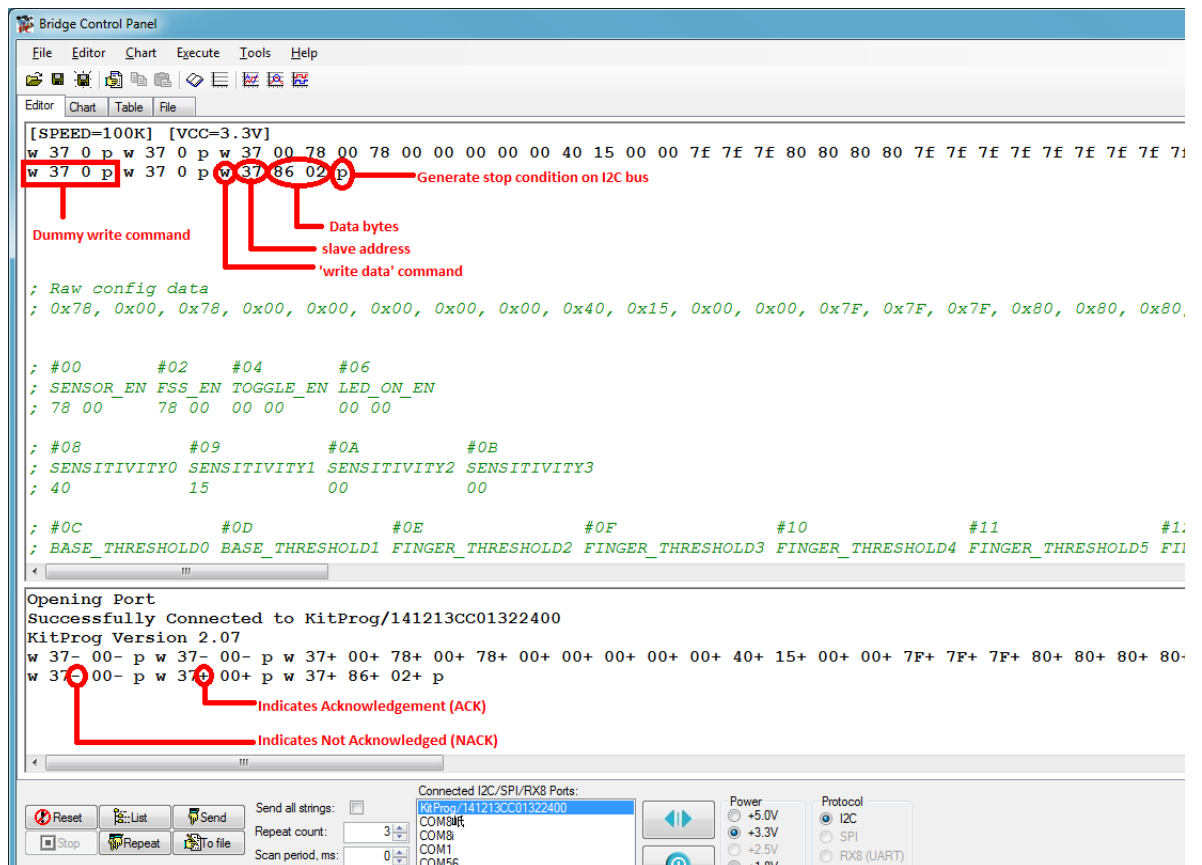 Bridge Control Panel
File Editor Chart Execute Tools Help
Editor Chart Table File
[SPEED=100K] [VCC=3.3V]
w 37 0 p w 37 0 p w 37 00 78 00 78 00 00 00 00 00 40 15 00 00 7f 7f 7f 80 80 80 80 7f 7f 7f 7f 7f 7f 7f 7f
w 37 0 p w 37 0 p w 37 86 02 p
Generate stop condition on I2C bus
Data bytes
Dummy write command
slave address
'write data' command
; Raw config data
; 0x78, 0x00, 0x78, 0x00, 0x00, 0x00, 0x00, 0x00, 0x40, 0x15, 0x00, 0x00, 0x7F, 0x7F, 0x7F, 0x80, 0x80, 0x80,
; #00 #02 #04 #06
; SENSOR_EN FSS_EN TOGGLE_EN LED_ON_EN
; 78 00 78 00 00 00 00 00
; #08 #09 #0A #0B
; SENSITIVITY0 SENSITIVITY1 SENSITIVITY2 SENSITIVITY3
; 40 15 00 00
; #0C #0D #0E #0F #10 #11 #12
; BASE_THRESHOLD0 BASE_THRESHOLD1 FINGER_THRESHOLD2 FINGER_THRESHOLD3 FINGER_THRESHOLD4 FINGER_THRESHOLD5 FIN
Opening Port
Successfully Connected to KitProg/141213CC01322400
KitProg Version 2.07
w 37- 00- p w 37- 00- p w 37+ 00+ 78+ 00+ 78+ 00+ 00+ 00+ 00+ 00+ 40+ 15+ 00+ 00+ 7F+ 7F+ 7F+ 80+ 80+ 80+ 80+
w 37- 00- p w 37+ 00+ p w 37+ 86+ 02+ p
Indicates Acknowledgement (ACK)
Indicates Not Acknowledged (NACK)
Connected I2C/SPI/RX8 Ports:
Reset List Send
Send all strings:
KitProg/141213CC01322400
Power
Protocol
+5.0V
I2C
Stop Repeat To file
Repeat count: 3
COM8
COM8i
+3.3V
SPI
COM1
+2.5V
RX8 (UART)
Scan period, ms: 0
COM56
+1.8V